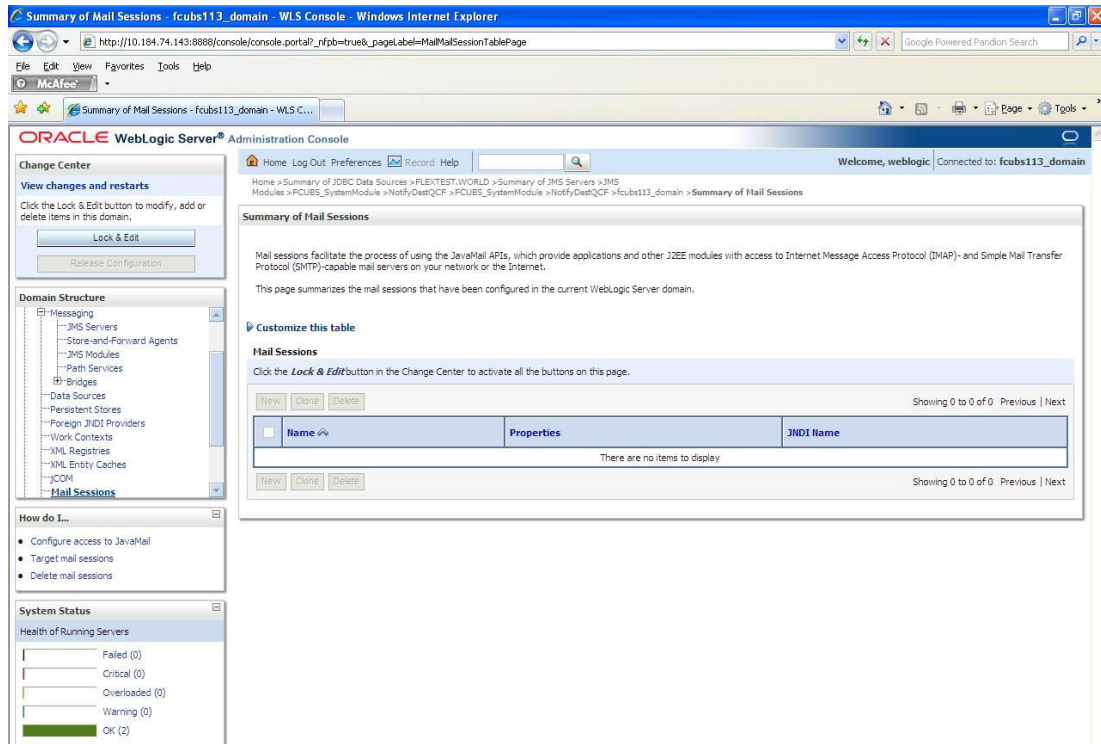 Summary of Mail Sessions - fcubs113_domain - WLS Console - Windows Internet Explorer
http://10.184.74.143:8888/console/console.portal?_nfpb=true&_pageLabel=MailMailSessionTablePage
Google Powered Pandion Search
File Edit View Favorites Tools Help
McAfee
Summary of Mail Sessions - fcubs113_domain - WLS C...
Page Tools
ORACLE WebLogic Server® Administration Console
Change Center
View changes and restarts
Click the Lock & Edit button to modify, add or
delete items in this domain.
Lock & Edit
Release Configuration
Domain Structure
Messaging
JMS Servers
Store-and-Forward Agents
JMS Modules
Path Services
Bridges
Data Sources
Persistent Stores
Foreign JNDI Providers
Work Contexts
XML Registries
XML Entity Caches
jCOM
Mail Sessions
How do I...
Configure access to JavaMail
Target mail sessions
Delete mail sessions
System Status
Health of Running Servers
Failed (0)
Critical (0)
Overloaded (0)
Warning (0)
OK (2)
Home Log Out Preferences Record Help
Welcome, weblogic Connected to: fcubs113_domain
Home >Summary of JDBC Data Sources >FLEXTEST.WORLD >Summary of JMS Servers >JMS
Modules >FCUBS_SystemModule >NotifyDestQCF >FCUBS_SystemModule >NotifyDestQCF >fcubs113_domain >Summary of Mail Sessions
Summary of Mail Sessions
Mail sessions facilitate the process of using the JavaMail APIs, which provide applications and other J2EE modules with access to Internet Message Access Protocol (IMAP)- and Simple Mail Transfer
Protocol (SMTP)-capable mail servers on your network or the Internet.
This page summarizes the mail sessions that have been configured in the current WebLogic Server domain.
Customize this table
Mail Sessions
Click the Lock & Edit button in the Change Center to activate all the buttons on this page.
New Clone Delete
Showing 0 to 0 of 0 Previous | Next
Name Properties JNDI Name
There are no items to display
New Clone Delete
Showing 0 to 0 of 0 Previous | Next